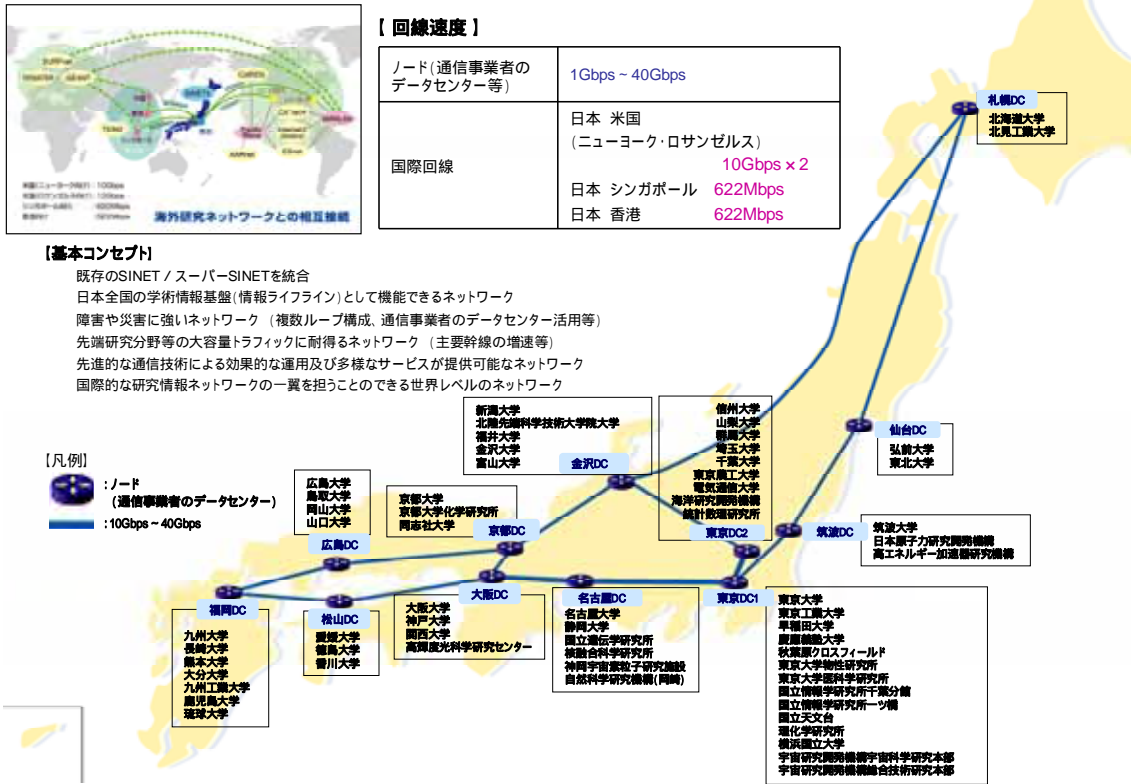 海外研究ネットワークとの相互接続
【 回線速度 】
ノード(通信事業者の
データセンター等)
1Gbps ~ 40Gbps
国際回線
日本 米国
(ニューヨーク・ロサンゼルス)
10Gbps × 2
日本 シンガポール 622Mbps
日本 香港 622Mbps
【基本コンセプト】
既存のSINET / スーパーSINETを統合
日本全国の学術情報基盤(情報ライフライン)として機能できるネットワーク
障害や災害に強いネットワーク (複数ループ構成、通信事業者のデータセンター活用等)
先端研究分野等の大容量トラフィックに耐得るネットワーク (主要幹線の増速等)
先進的な通信技術による効果的な運用及び多様なサービスが提供可能なネットワーク
国際的な研究情報ネットワークの一翼を担うことのできる世界レベルのネットワーク
【凡例】
:ノード
(通信事業者のデータセンター)
:10Gbps ~ 40Gbps
札幌DC
北海道大学
北見工業大学
仙台DC
弘前大学
東北大学
筑波DC
筑波大学
日本原子力研究開発機構
高エネルギー加速器研究機構
新潟大学
北陸先端科学技術大学院大学
福井大学
金沢大学
富山大学
金沢DC
信州大学
山梨大学
群馬大学
埼玉大学
千葉大学
東京農工大学
電気通信大学
海洋研究開発機構
統計数理研究所
東京DC2
広島大学
鳥取大学
岡山大学
山口大学
広島DC
京都大学
京都大学化学研究所
同志社大学
京都DC
福岡DC
九州大学
長崎大学
熊本大学
大分大学
九州工業大学
鹿児島大学
琉球大学
松山DC
愛媛大学
徳島大学
香川大学
大阪DC
大阪大学
神戸大学
関西大学
高輝度光科学研究センター
名古屋DC
名古屋大学
静岡大学
国立遺伝学研究所
核融合科学研究所
神岡宇宙素粒子研究施設
自然科学研究機構(岡崎)
東京DC1
東京大学
東京工業大学
早稲田大学
慶應義塾大学
秋葉原クロスフィールド
東京大学物性研究所
東京大学医科学研究所
国立情報学研究所千葉分館
国立情報学研究所一ツ橋
国立天文台
理化学研究所
横浜国立大学
宇宙研究開発機構宇宙科学研究本部
宇宙研究開発機構総合技術研究本部